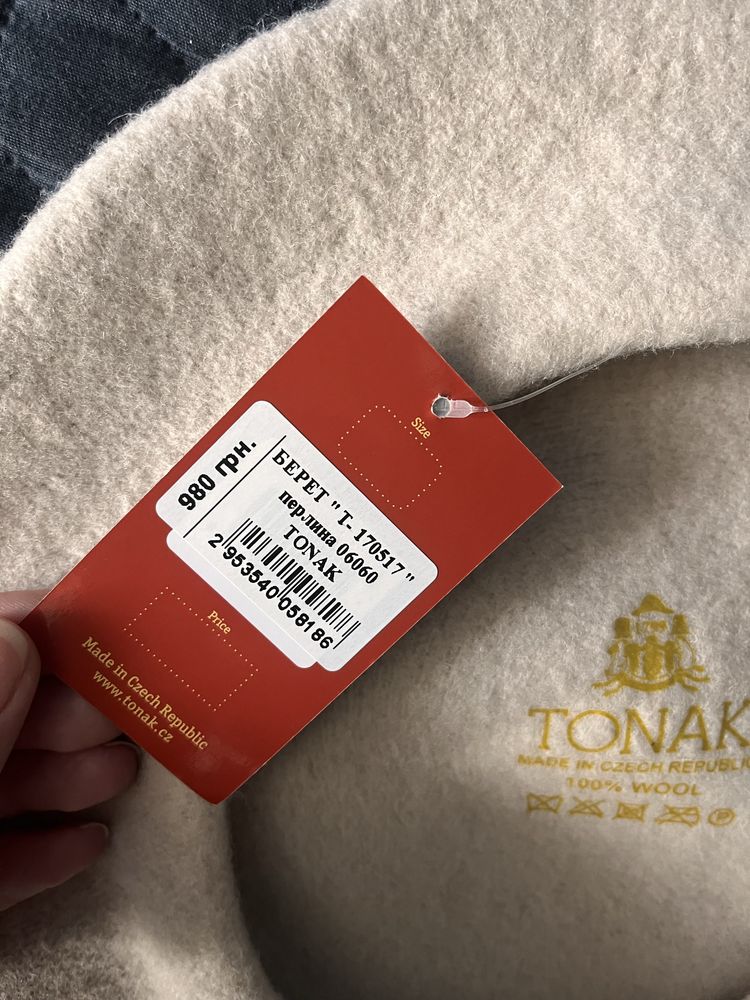 Size
980 грн.
БЕРЕТ "Т- 170517"
перлина 06060
TONAK
2 953540 058186
Price
Made in Czech Republic
www.tonak.cz
TONAK
MADE IN CZECH REPUBLIC
100% WOOL
P